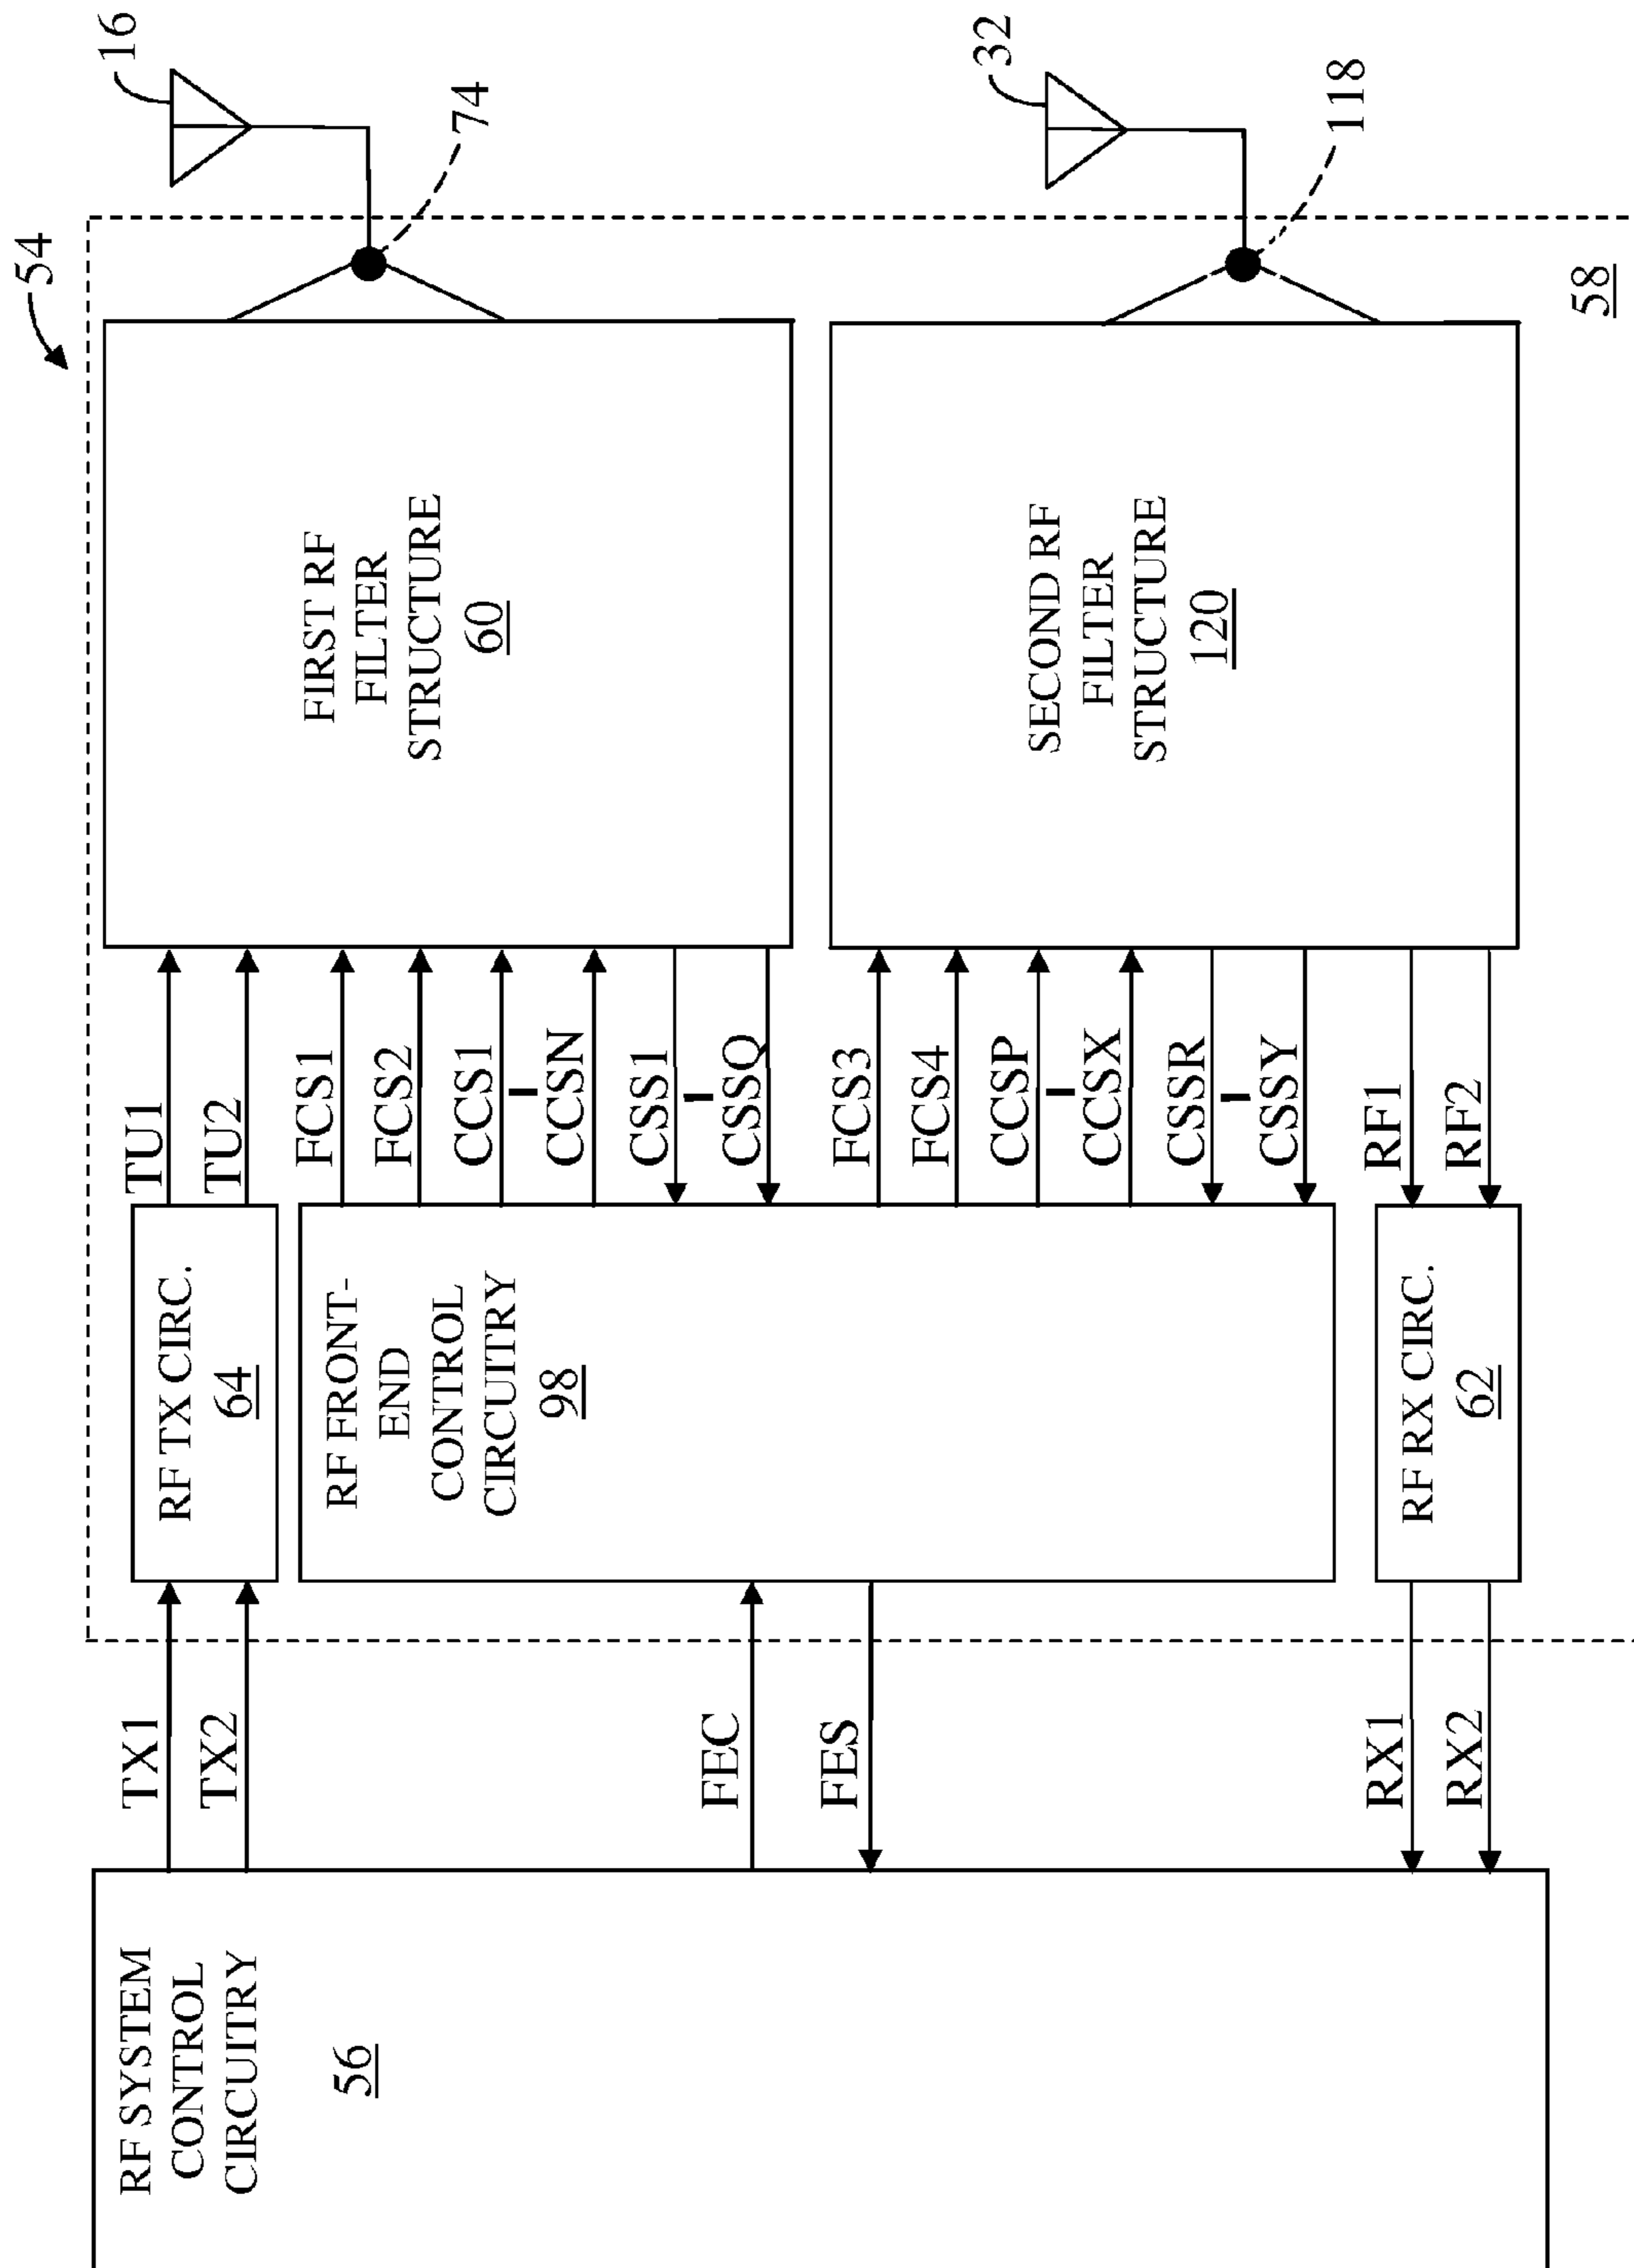 54
RF SYSTEM
CONTROL
CIRCUITRY
56
TX1
TX2
FEC
FES
RX1
RX2
RF TX CIRC.
64
RF FRONT-
END
CONTROL
CIRCUITRY
98
RF RX CIRC.
62
TU1
TU2
FCS1
FCS2
CCS1
–
CCSN
CSS1
–
CSSQ
FCS3
FCS4
CCSP
–
CCSX
CSSR
–
CSSY
RF1
RF2
FIRST RF
FILTER
STRUCTURE
60
SECOND RF
FILTER
STRUCTURE
120
16
74
32
118
58